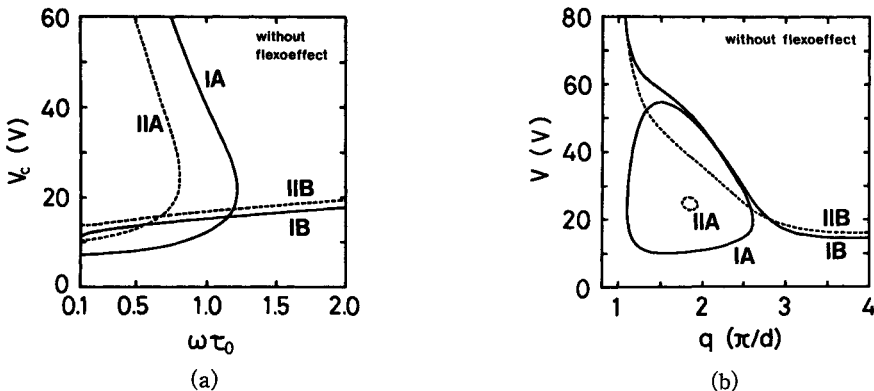 60
40
20
0
0.1
0.5
1.0
1.5
2.0
V_c (V)
ωτ₀
without
flexoeffect
IA
IIA
IIB
IB
(a)
80
60
40
20
0
1
2
3
4
V (V)
q (π/d)
without flexoeffect
IIA
IA
IIB
IB
(b)